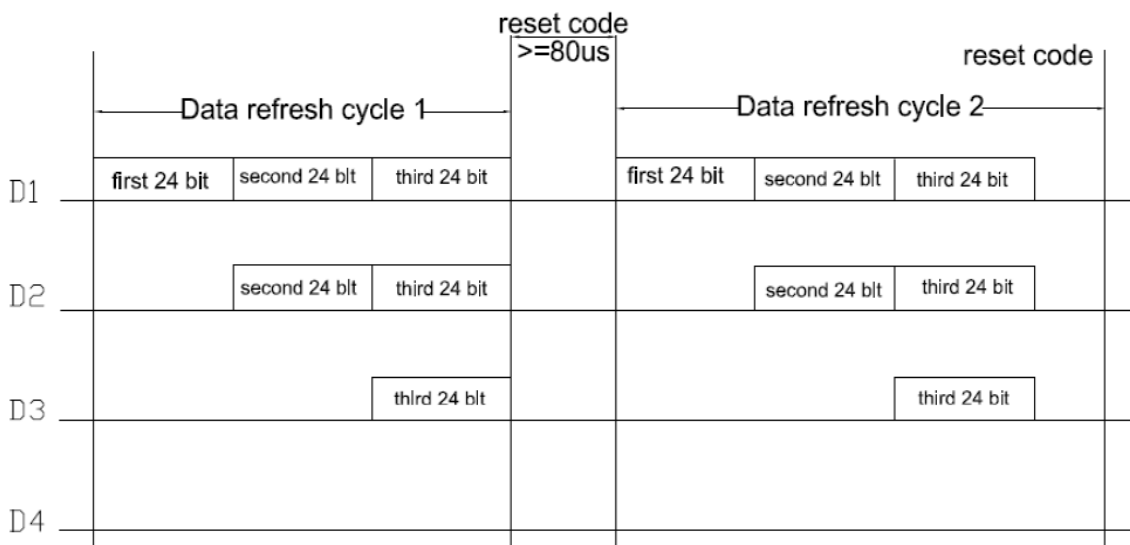 reset code
>=80us
reset code
Data refresh cycle 1
Data refresh cycle 2
D1
first 24 bit
second 24 blt
third 24 bit
first 24 bit
second 24 blt
third 24 bit
D2
second 24 blt
third 24 bit
second 24 blt
third 24 bit
D3
thlrd 24 blt
third 24 bit
D4